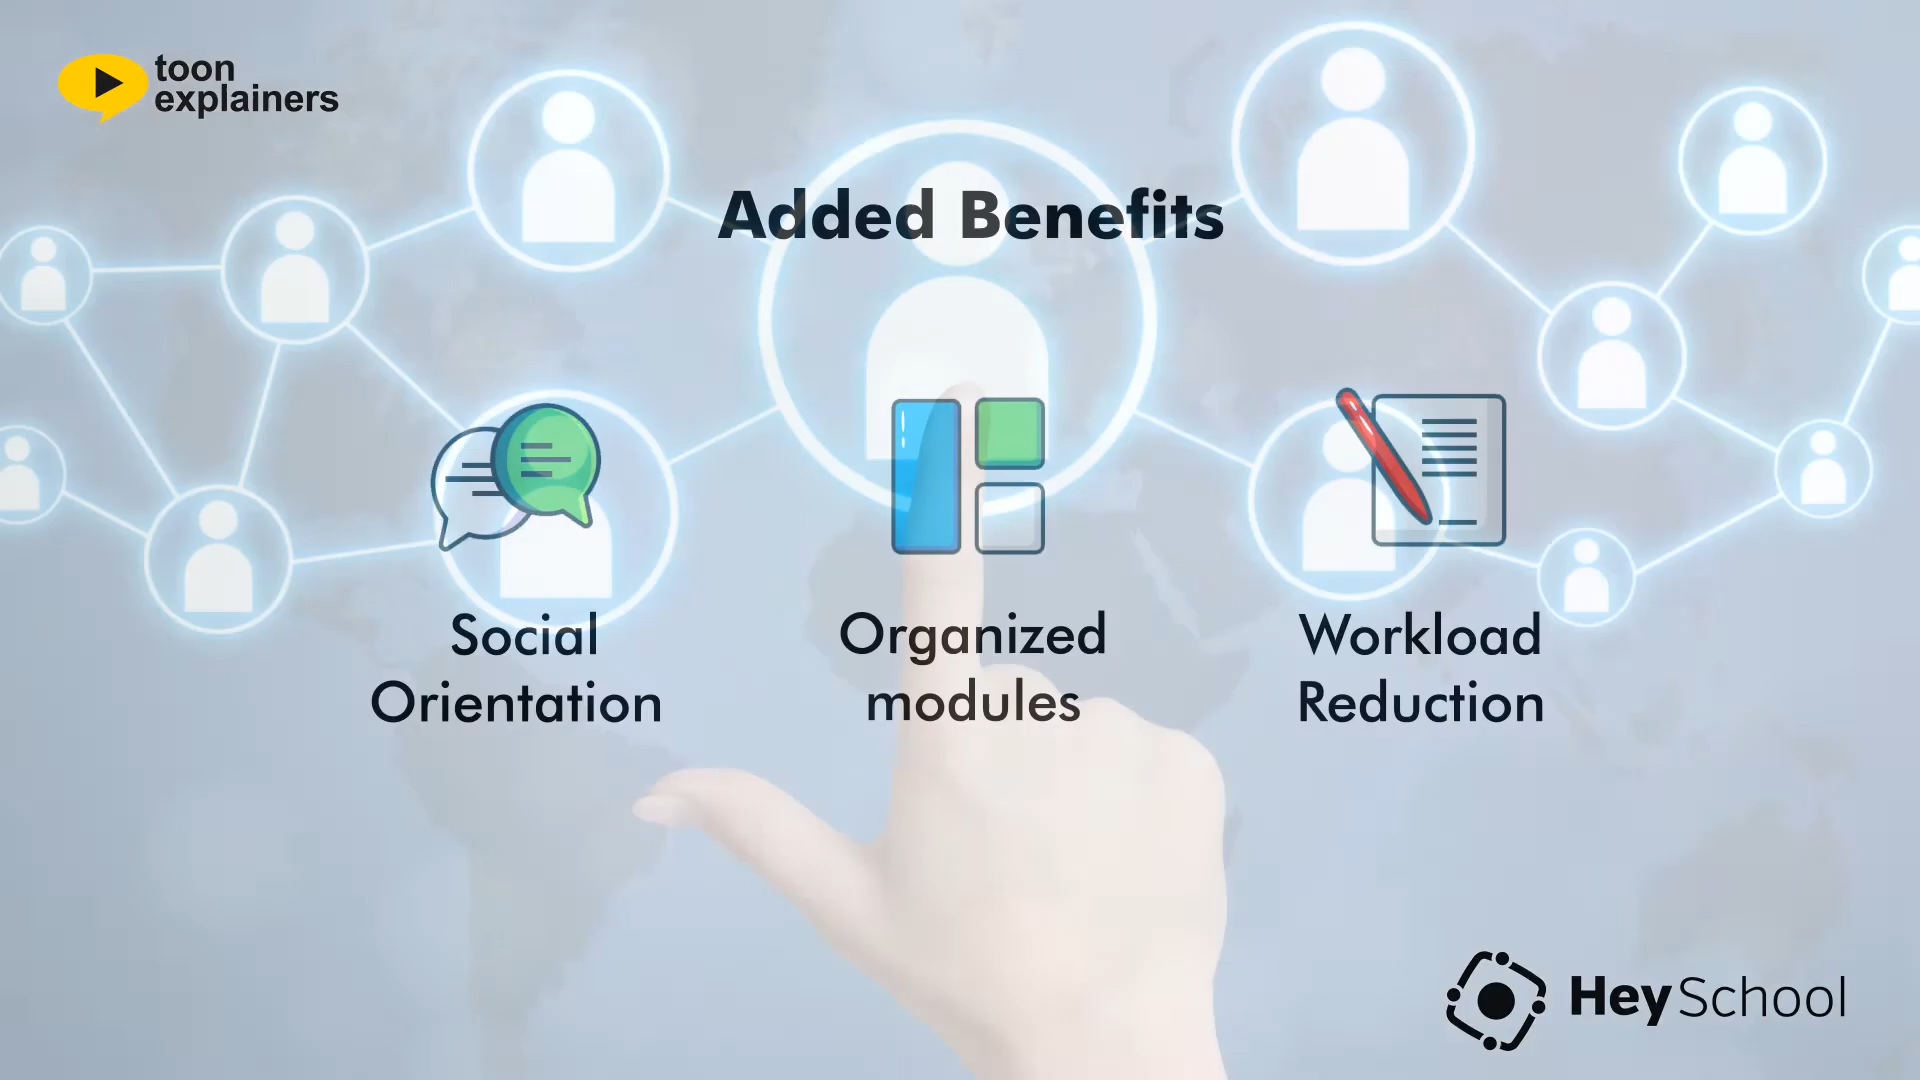 toon
explainers
Added Benefits
Social
Orientation
Organized
modules
Workload
Reduction
HeySchool